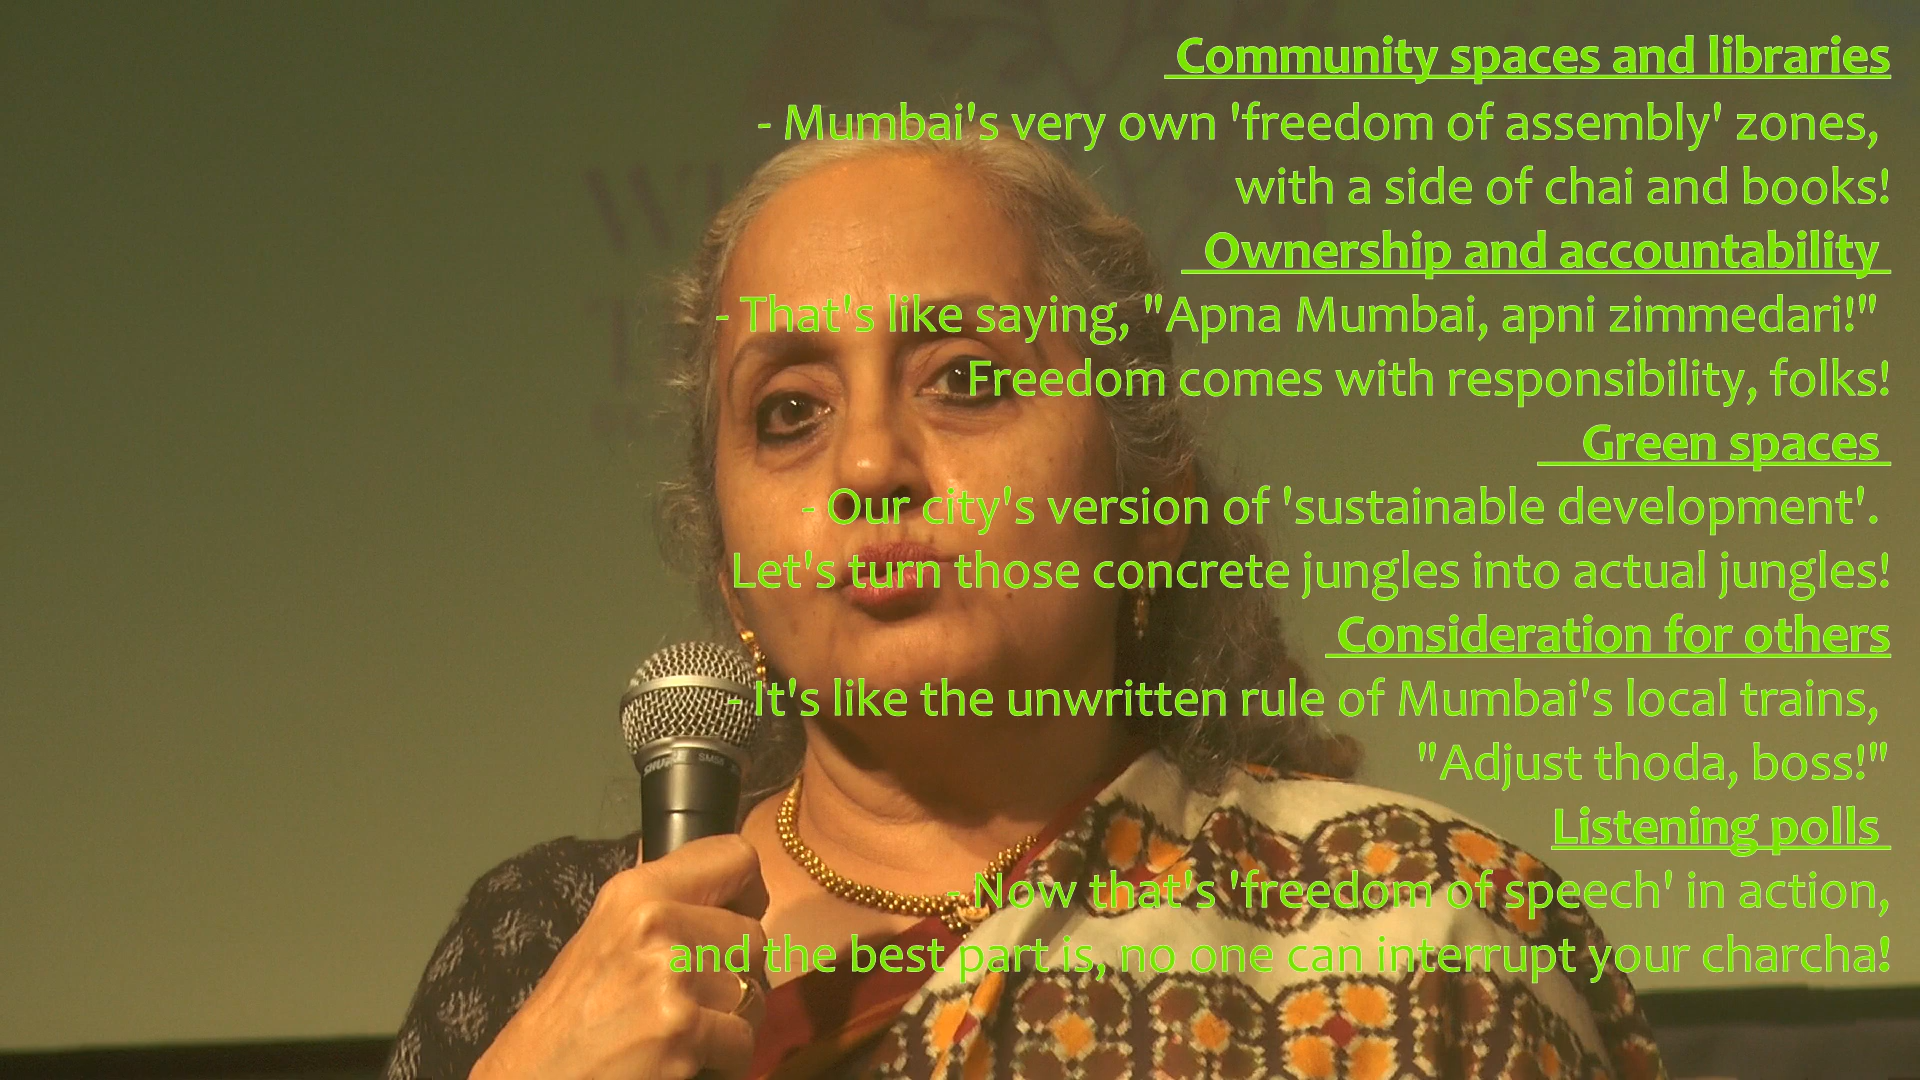 Community spaces and libraries
- Mumbai's very own 'freedom of assembly' zones,
with a side of chai and books!
Ownership and accountability
- That's like saying, "Apna Mumbai, apni zimmedari!"
Freedom comes with responsibility, folks!
Green spaces
- Our city's version of 'sustainable development'.
Let's turn those concrete jungles into actual jungles!
Consideration for others
- It's like the unwritten rule of Mumbai's local trains,
"Adjust thoda, boss!"
Listening polls
- Now that's 'freedom of speech' in action,
and the best part is, no one can interrupt your charcha!
SHURE SM58